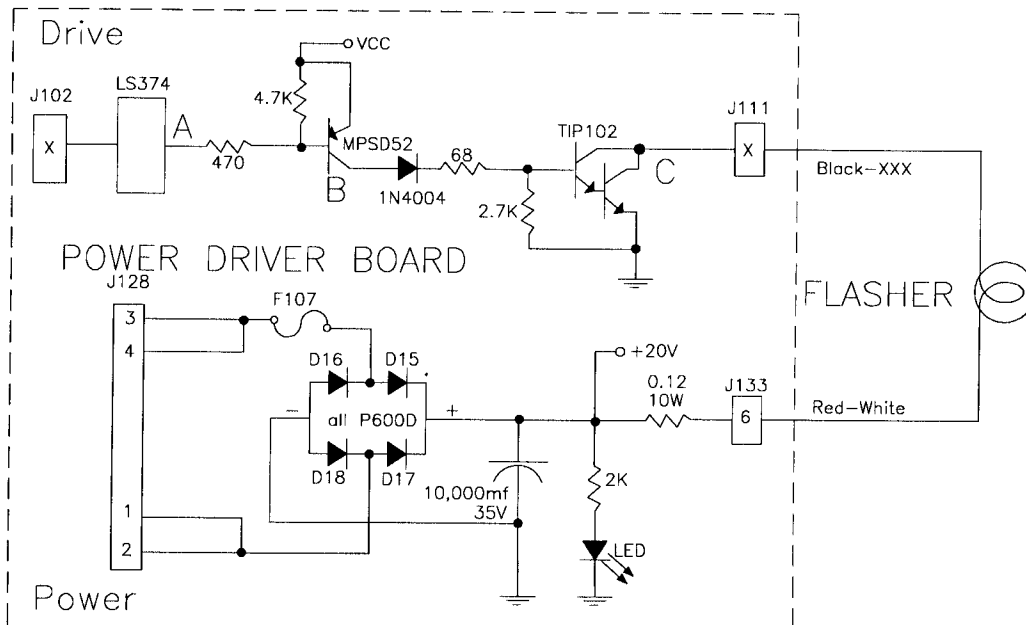 Drive
VCC
LS374
J102
4.7K
J111
X
A
470
MPSD52
B
1N4004
68
TIP102
2.7K
C
X
Black-XXX
POWER DRIVER BOARD
J128
FLASHER
3
4
F107
D16
D15
- all P600D +
D18
D17
+20V
0.12
10W
J133
6
Red-White
10,000mf
35V
2K
LED
1
2
Power